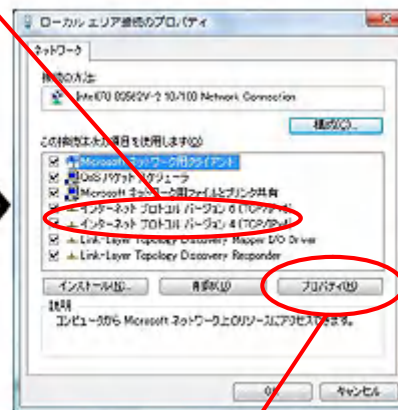 ローカル エリア接続のプロパティ
ネットワーク
接続の方法:
Intel(R) 82562V-2 10/100 Network Connection
構成(C)...
この接続は次の項目を使用します(O):
Microsoft ネットワーク用クライアント
QoS パケット スケジューラ
Microsoft ネットワーク用ファイルとプリンタ共有
インターネット プロトコル バージョン 6 (TCP/IPv6)
インターネット プロトコル バージョン 4 (TCP/IPv4)
Link-Layer Topology Discovery Mapper I/O Driver
Link-Layer Topology Discovery Responder
インストール(N)...
削除(U)
プロパティ(R)
説明
コンピュータから Microsoft ネットワーク上のリソースにアクセスできます。
OK
キャンセル